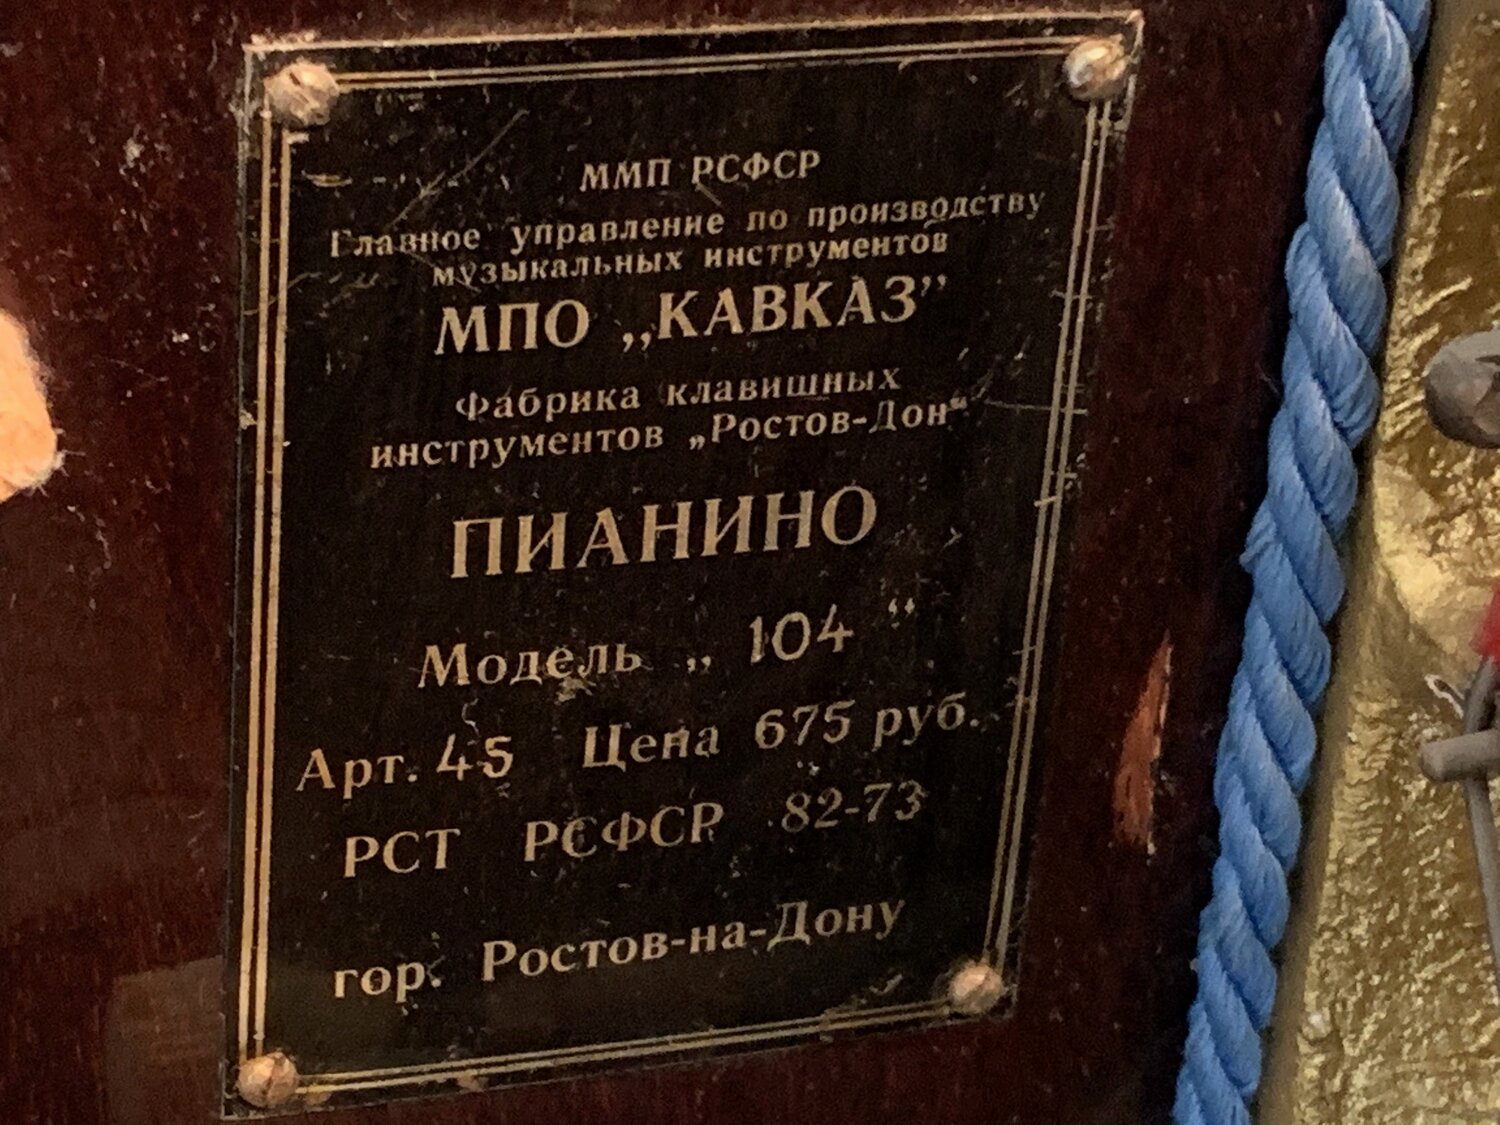 ММП РСФСР
Главное управление по производству
музыкальных инструментов
МПО „КАВКАЗ”
Фабрика клавишных
инструментов „Ростов-Дон“
ПИАНИНО
Модель „ 104 “
Арт. 45 Цена 675 руб.
РСТ РСФСР 82-73
гор. Ростов-на-Дону